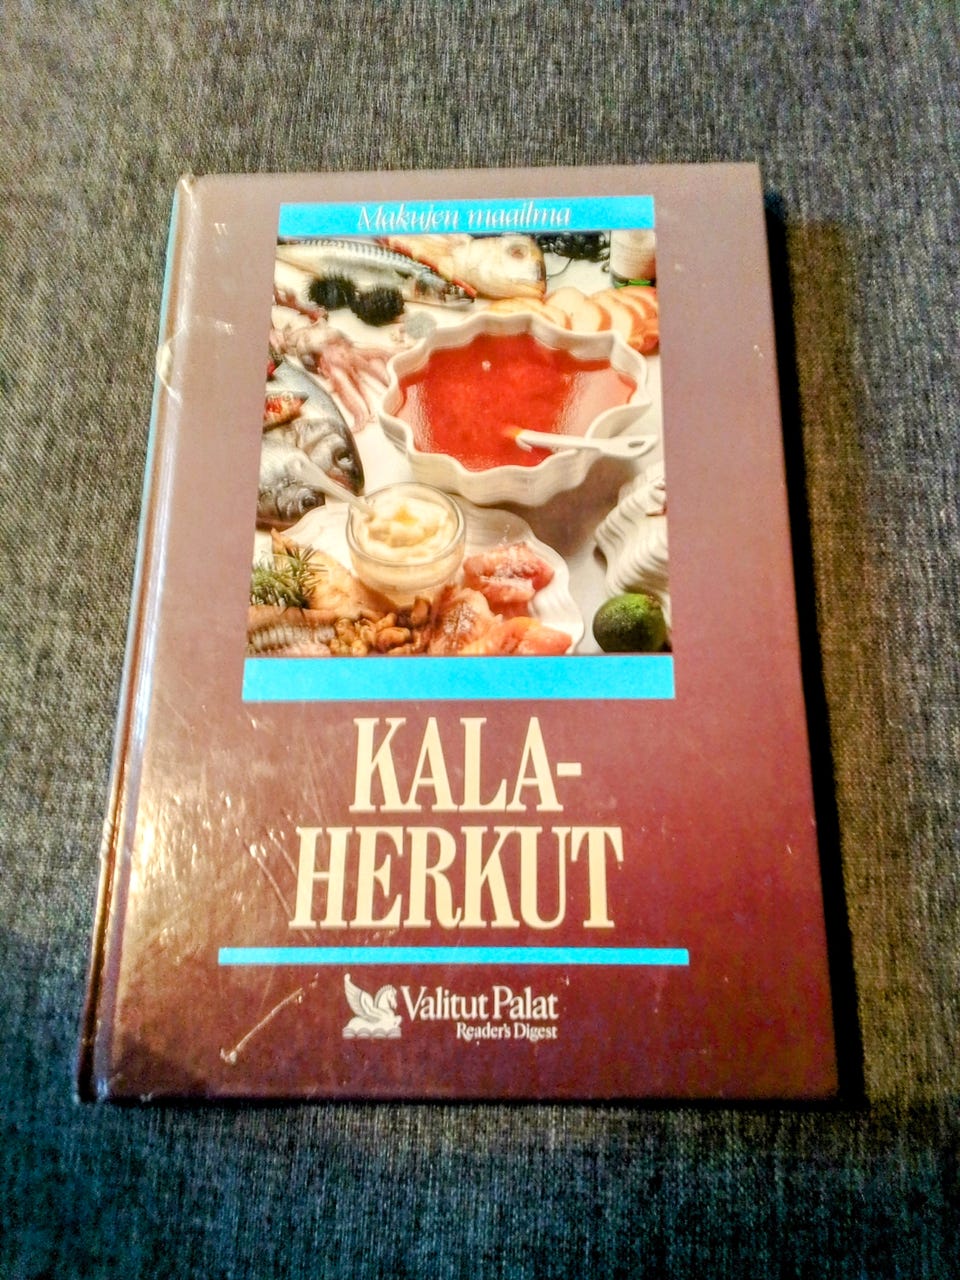 Makujen maailma
KALA-
HERKUT
Valitut Palat
Reader's Digest